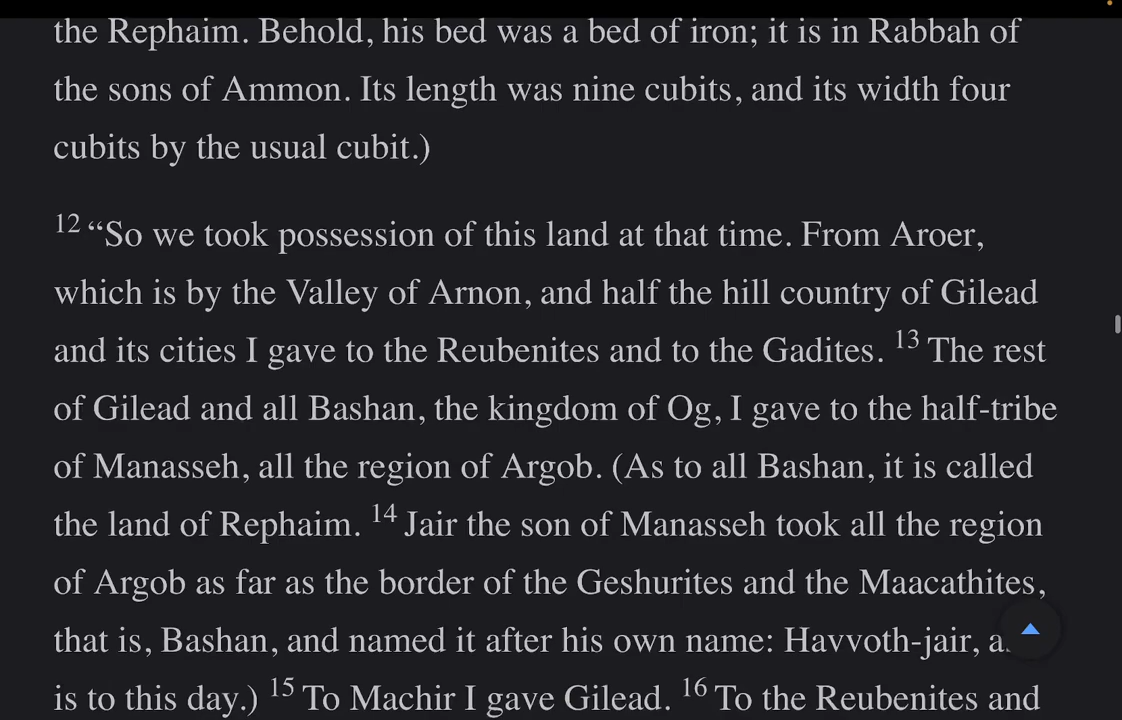 the Rephaim. Behold, his bed was a bed of iron; it is in Rabbah of
the sons of Ammon. Its length was nine cubits, and its width four
cubits by the usual cubit.)
12 “So we took possession of this land at that time. From Aroer,
which is by the Valley of Arnon, and half the hill country of Gilead
and its cities I gave to the Reubenites and to the Gadites. 13 The rest
of Gilead and all Bashan, the kingdom of Og, I gave to the half-tribe
of Manasseh, all the region of Argob. (As to all Bashan, it is called
the land of Rephaim. 14 Jair the son of Manasseh took all the region
of Argob as far as the border of the Geshurites and the Maacathites,
that is, Bashan, and named it after his own name: Havvoth-jair,
is to this day.) 15 To Machir I gave Gilead. 16 To the Reubenites and